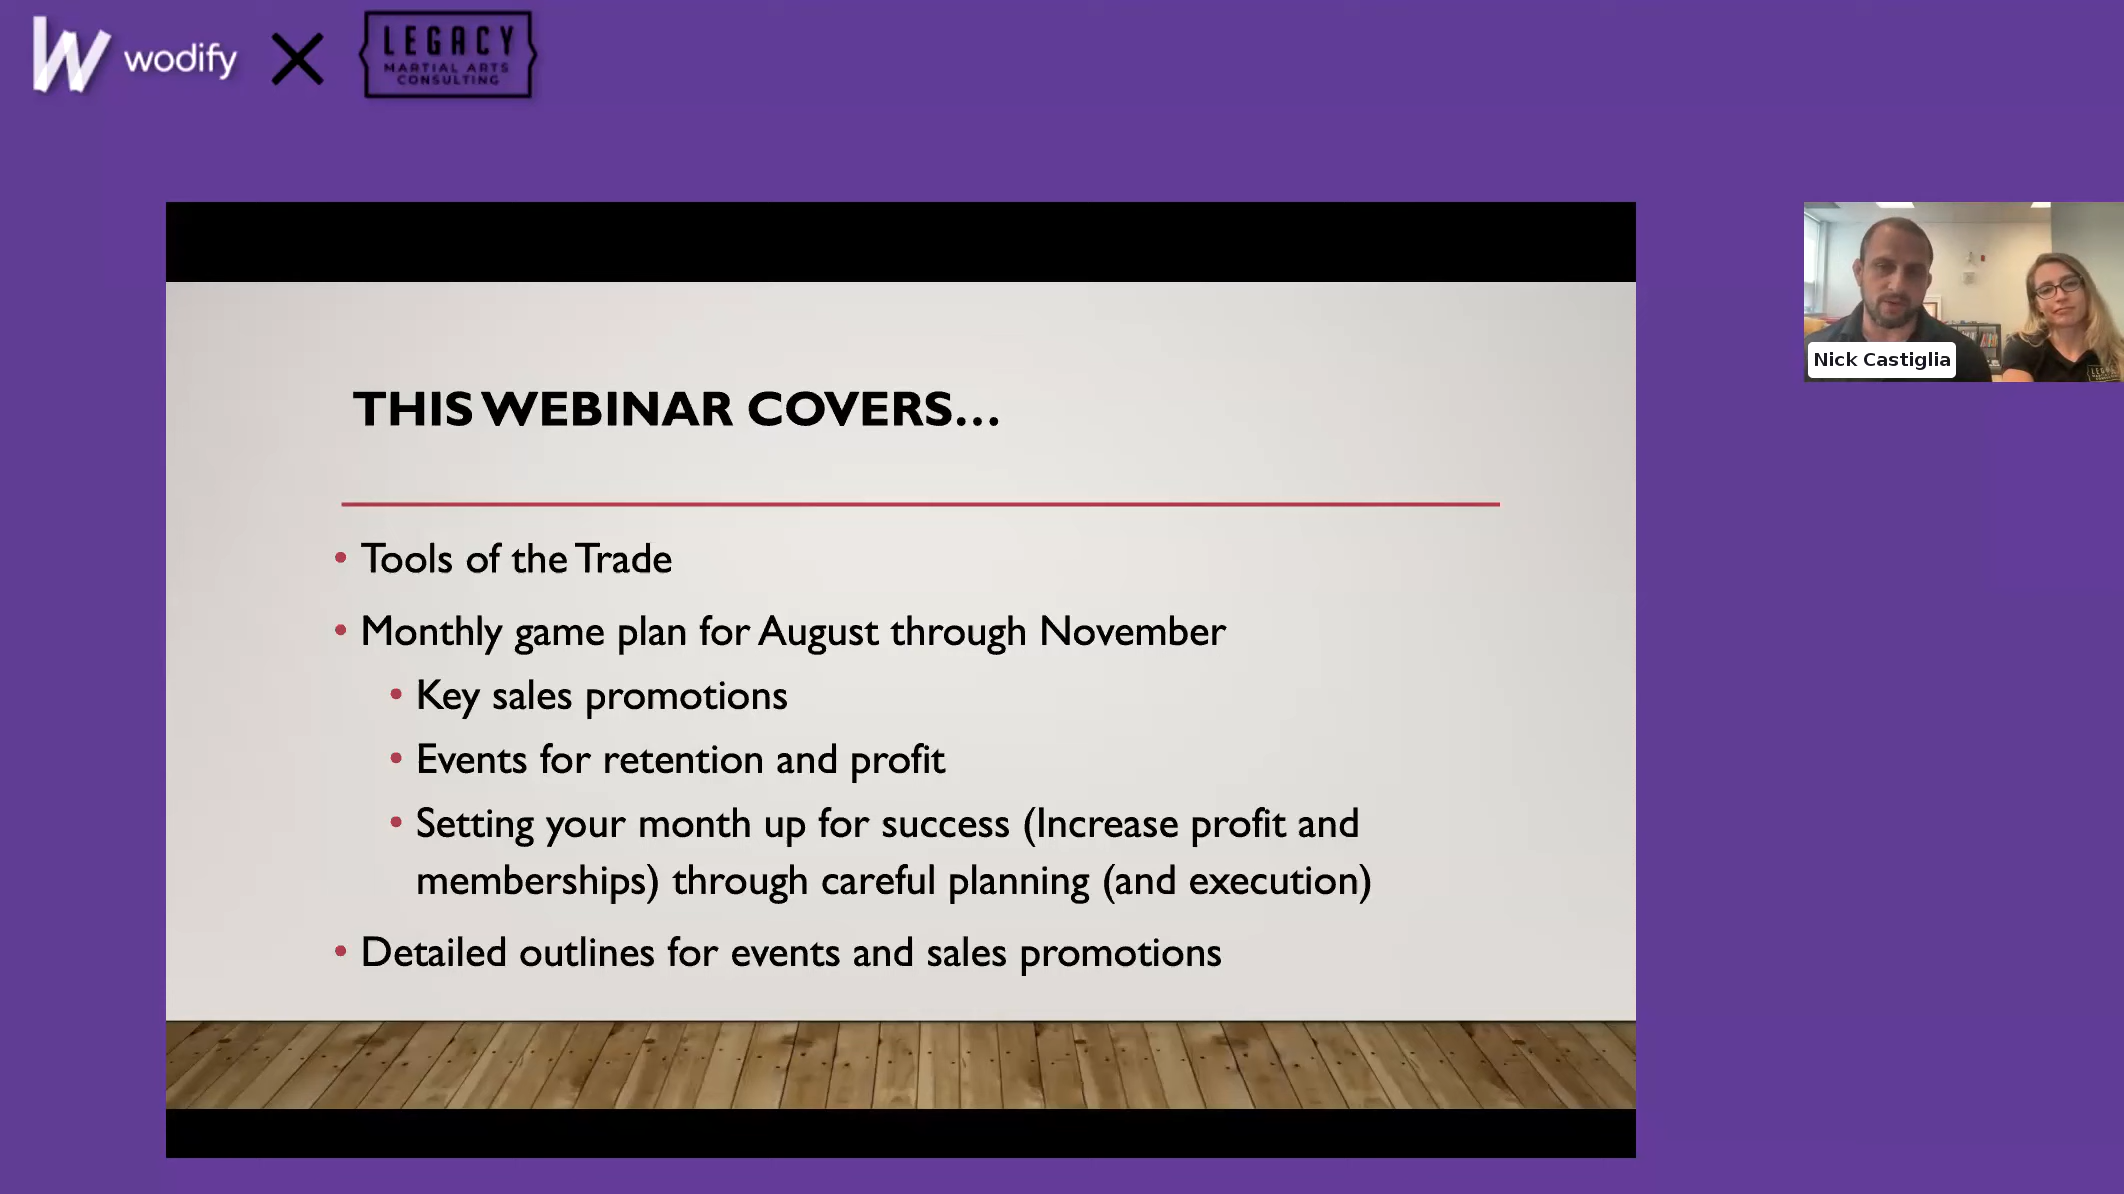 wodify
LEGACY
MARTIAL ARTS
CONSULTING
THIS WEBINAR COVERS...
• Tools of the Trade
• Monthly game plan for August through November
• Key sales promotions
• Events for retention and profit
• Setting your month up for success (Increase profit and
memberships) through careful planning (and execution)
• Detailed outlines for events and sales promotions
Nick Castiglia